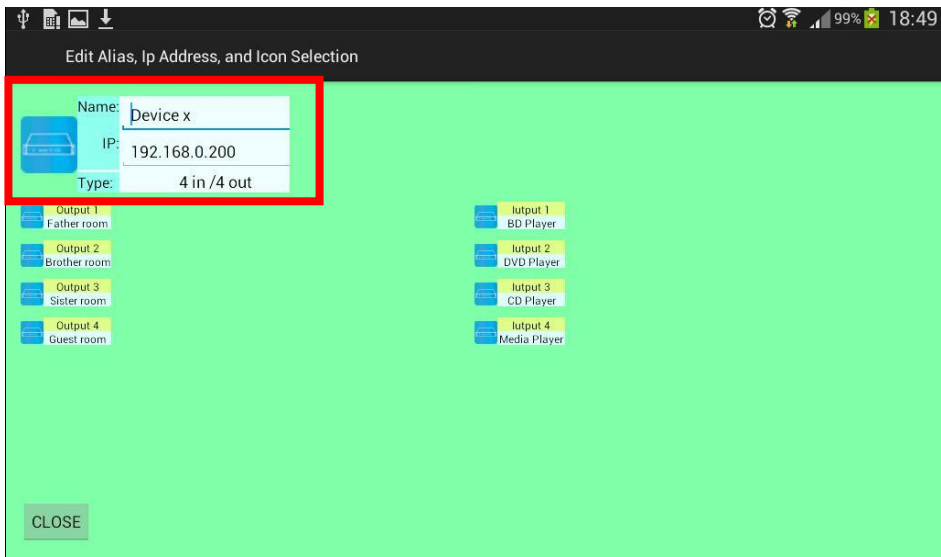 99% 18:49
Edit Alias, Ip Address, and Icon Selection
Name: Device x
IP: 192.168.0.200
Type: 4 in /4 out
Output 1
Father room
Output 2
Brother room
Output 3
Sister room
Output 4
Guest room
Iutput 1
BD Player
Iutput 2
DVD Player
Iutput 3
CD Player
Iutput 4
Media Player
CLOSE